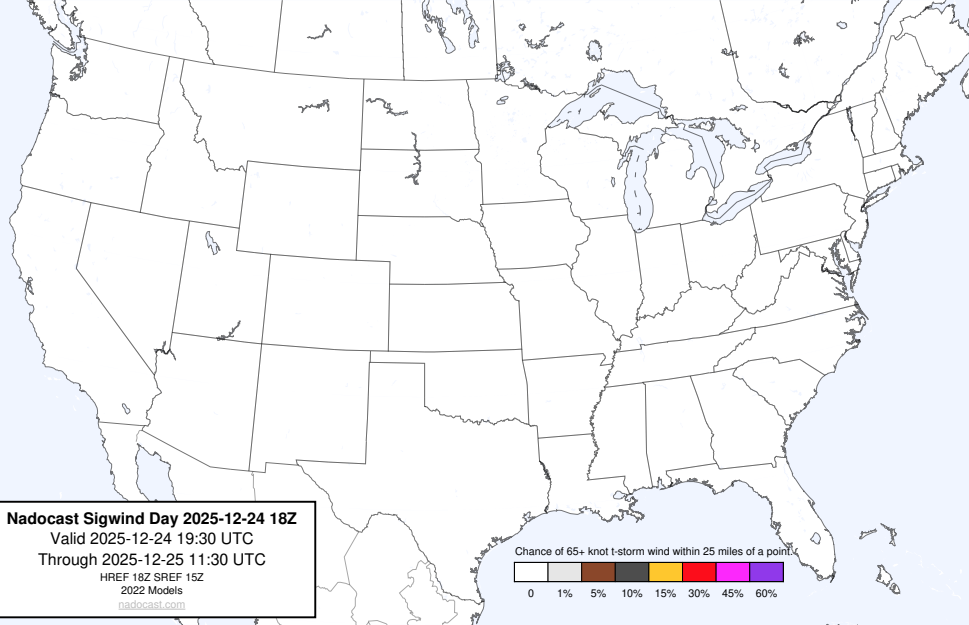 Nadocast Sigwind Day 2025-12-24 18Z
Valid 2025-12-24 19:30 UTC
Through 2025-12-25 11:30 UTC
HREF 18Z SREF 15Z
2022 Models
nadocast.com
Chance of 65+ knot t-storm wind within 25 miles of a point.
0 1% 5% 10% 15% 30% 45% 60%